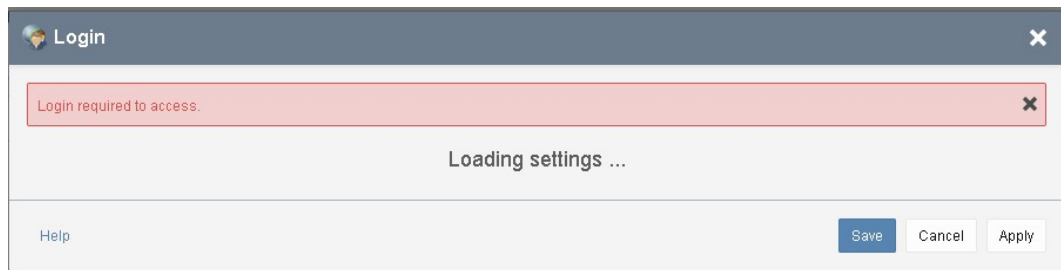 Login
Login required to access.
Loading settings ...
Help Save Cancel Apply